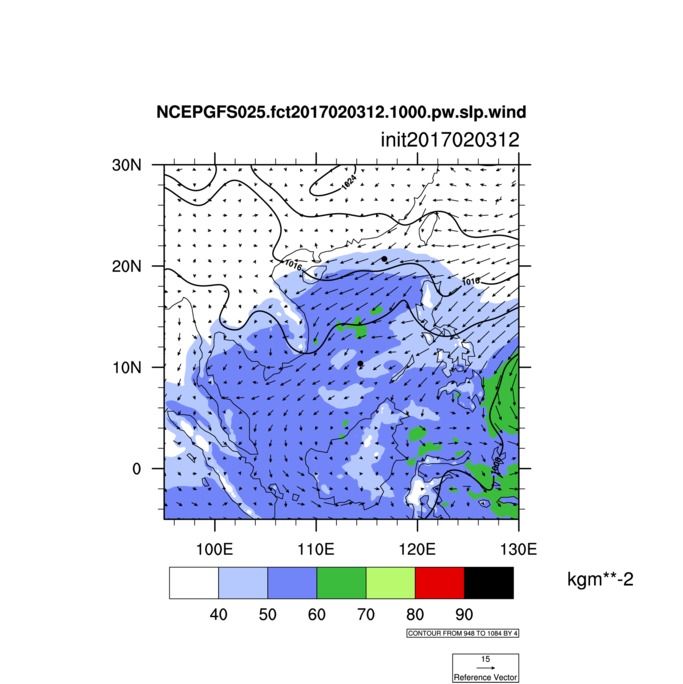 NCEPGFS025.fct2017020312.1000.pw.slp.wind
init2017020312
30N
1024
20N
1016
1016
10N
0
1008
100E
110E
120E
130E
kgm**-2
40
50
60
70
80
90
CONTOUR FROM 948 TO 1084 BY 4
15
Reference Vector